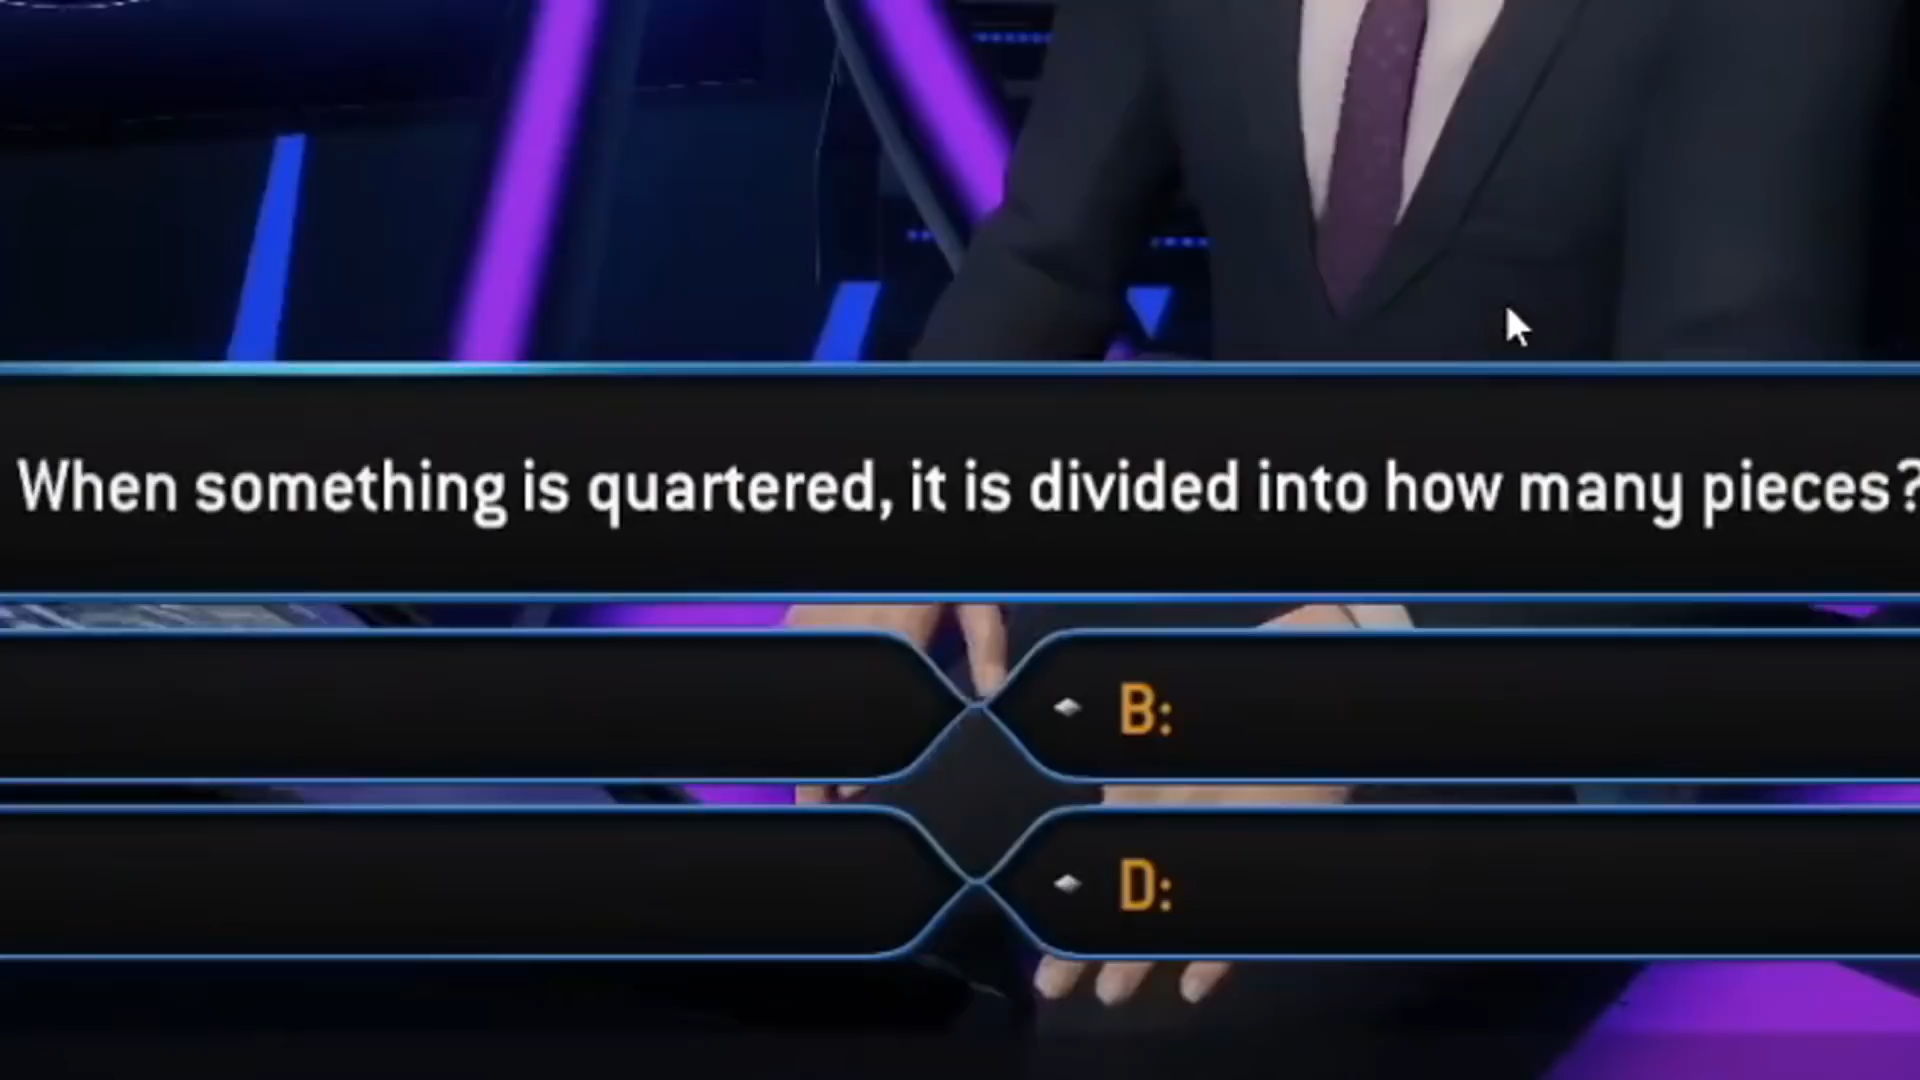 When something is quartered, it is divided into how many pieces?
B:
D: